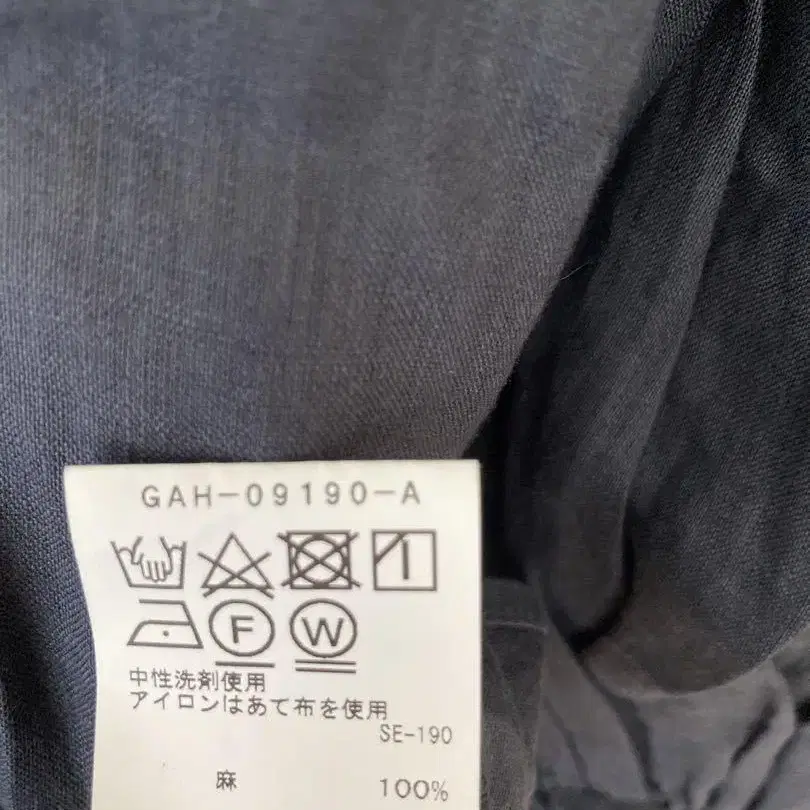 GAH-09190-A
F W
中性洗剤使用
アイロンはあて布を使用
SE-190
麻 100%